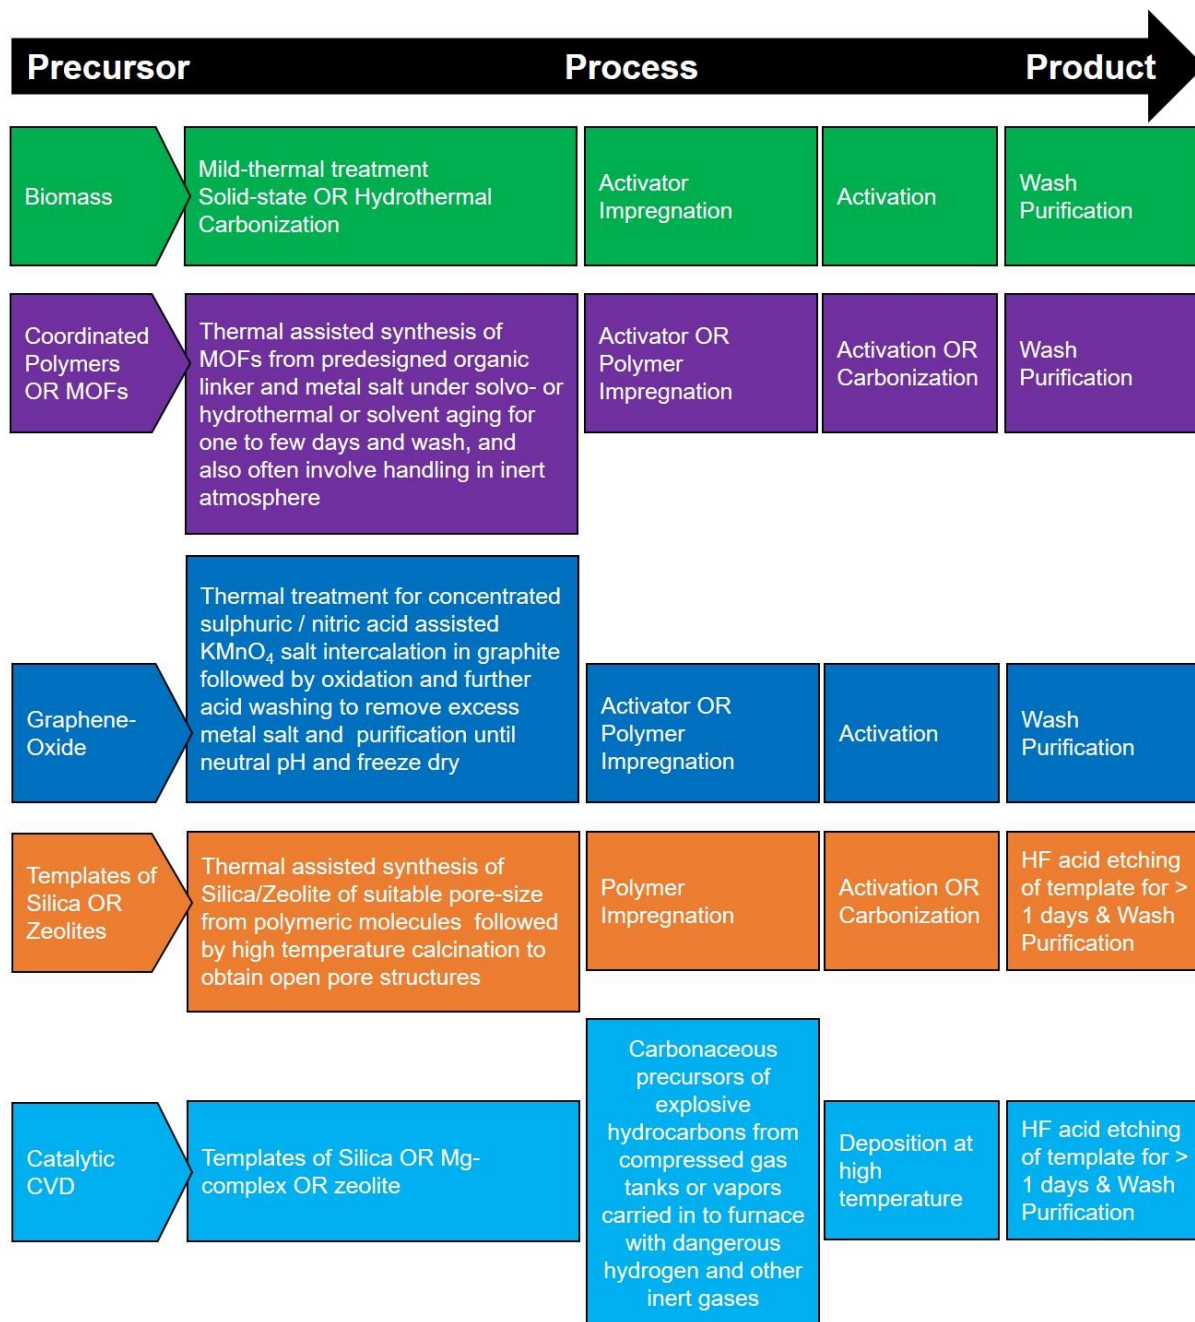 Precursor Process Product
Biomass
Mild-thermal treatment
Solid-state OR Hydrothermal
Carbonization
Activator
Impregnation
Activation
Wash
Purification
Coordinated
Polymers
OR MOFs
Thermal assisted synthesis of
MOFs from predesigned organic
linker and metal salt under solvo- or
hydrothermal or solvent aging for
one to few days and wash, and
also often involve handling in inert
atmosphere
Activator OR
Polymer
Impregnation
Activation OR
Carbonization
Wash
Purification
Graphene-
Oxide
Thermal treatment for concentrated
sulphuric / nitric acid assisted
KMnO₄ salt intercalation in graphite
followed by oxidation and further
acid washing to remove excess
metal salt and purification until
neutral pH and freeze dry
Activator OR
Polymer
Impregnation
Activation
Wash
Purification
Templates of
Silica OR
Zeolites
Thermal assisted synthesis of
Silica/Zeolite of suitable pore-size
from polymeric molecules followed
by high temperature calcination to
obtain open pore structures
Polymer
Impregnation
Activation OR
Carbonization
HF acid etching
of template for >
1 days & Wash
Purification
Catalytic
CVD
Templates of Silica OR Mg-
complex OR zeolite
Carbonaceous
precursors of
explosive
hydrocarbons from
compressed gas
tanks or vapors
carried in to furnace
with dangerous
hydrogen and other
inert gases
Deposition at
high
temperature
HF acid etching
of template for >
1 days & Wash
Purification